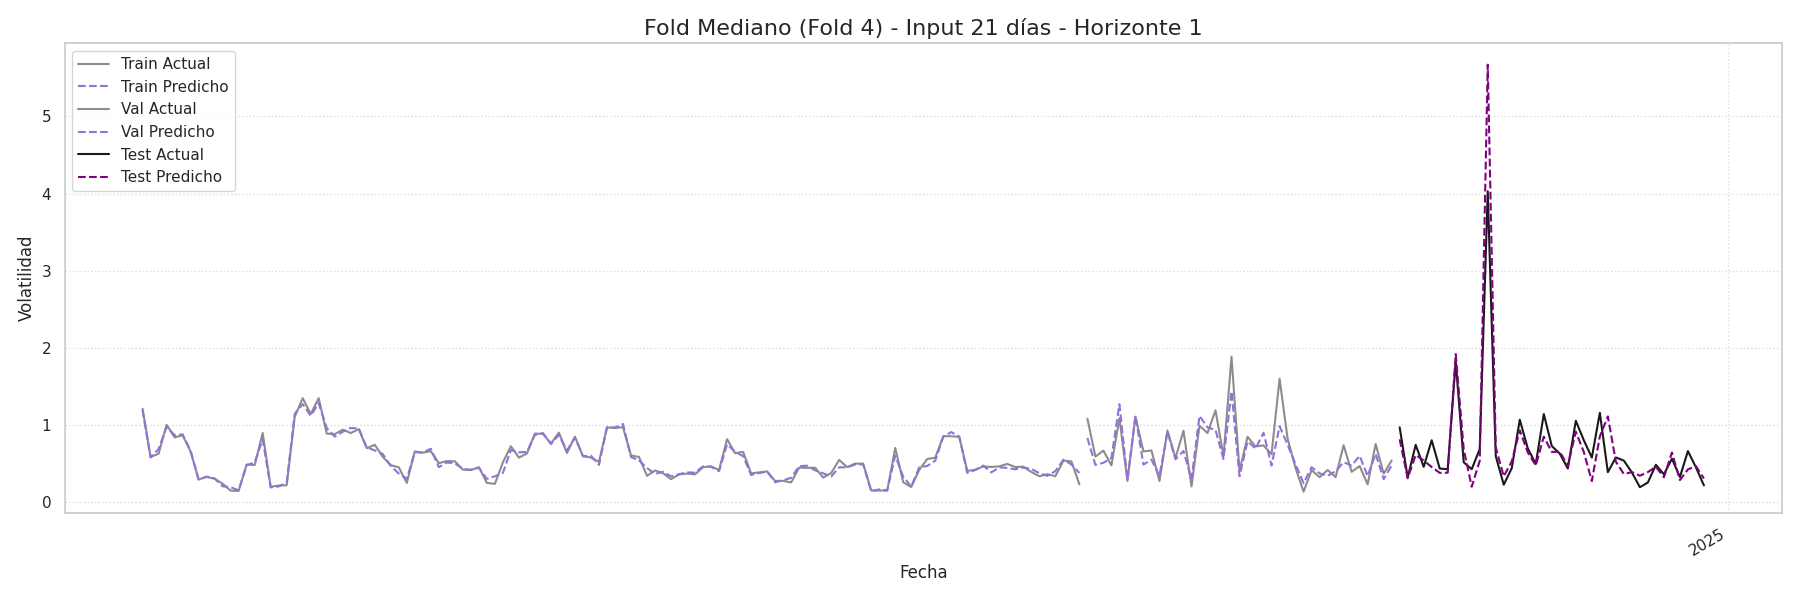 Fold Mediano (Fold 4) - Input 21 días - Horizonte 1
Train Actual
Train Predicho
Val Actual
Val Predicho
Test Actual
Test Predicho
Volatilidad
5
4
3
2
1
0
2025
Fecha